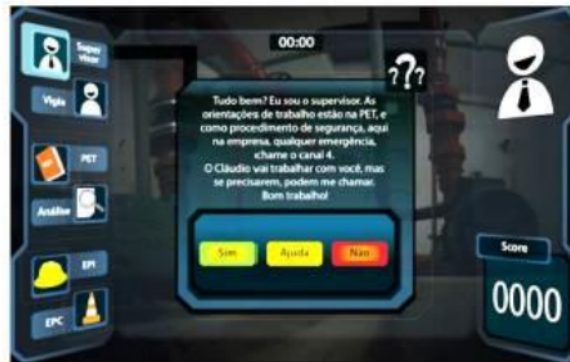 00:00
Super
visor
???
Vigia
Tudo bem? Eu sou o supervisor. As
orientações de trabalho estão na PET, e
como procedimento de segurança, aqui
na empresa, qualquer emergência,
chame o canal 4.
O Cláudio vai trabalhar com você, mas
se precisarem, podem me chamar.
Bom trabalho!
PET
Análise
Sim
Ajuda
Não
EPI
EPC
Score
0000